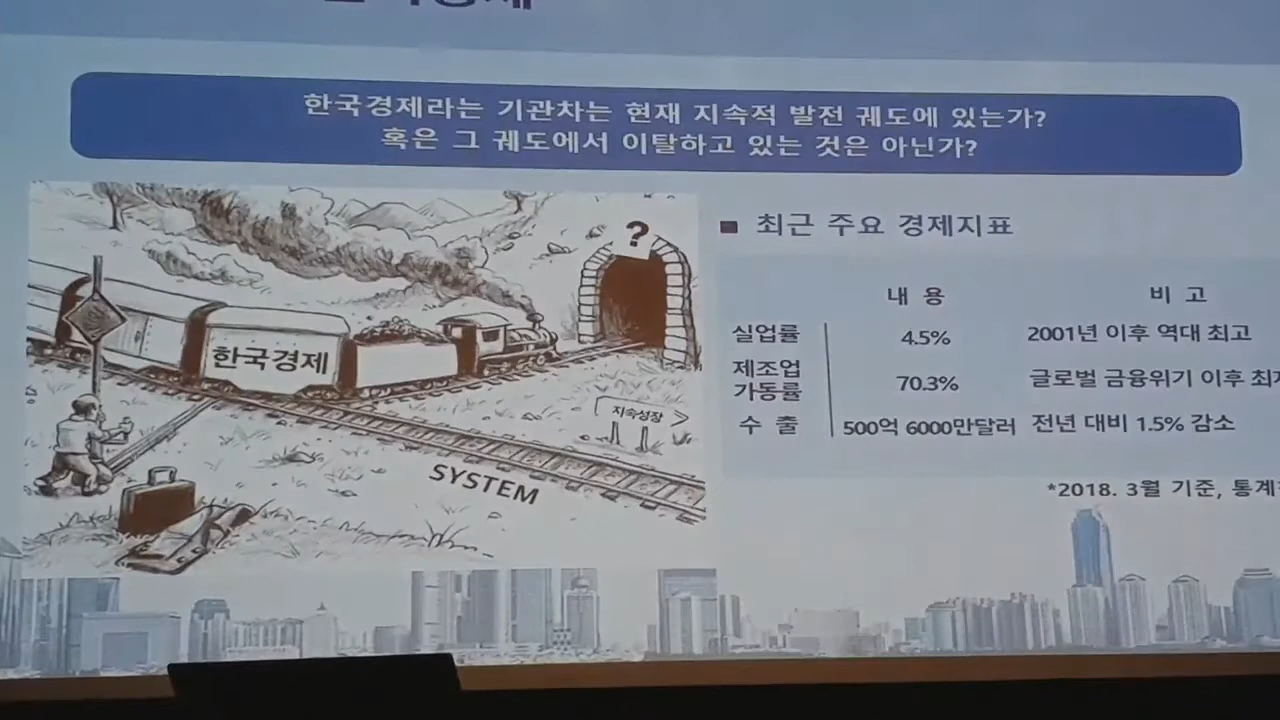 한국경제라는 기관차는 현재 지속적 발전 궤도에 있는가?
혹은 그 궤도에서 이탈하고 있는 것은 아닌가?
?
한국경제
지속성장
SYSTEM
■ 최근 주요 경제지표
내 용 비 고
실업률 4.5% 2001년 이후 역대 최고
제조업
가동률 70.3% 글로벌 금융위기 이후
수 출 500억 6000만달러 전년 대비 1.5% 감소
*2018. 3월 기준,